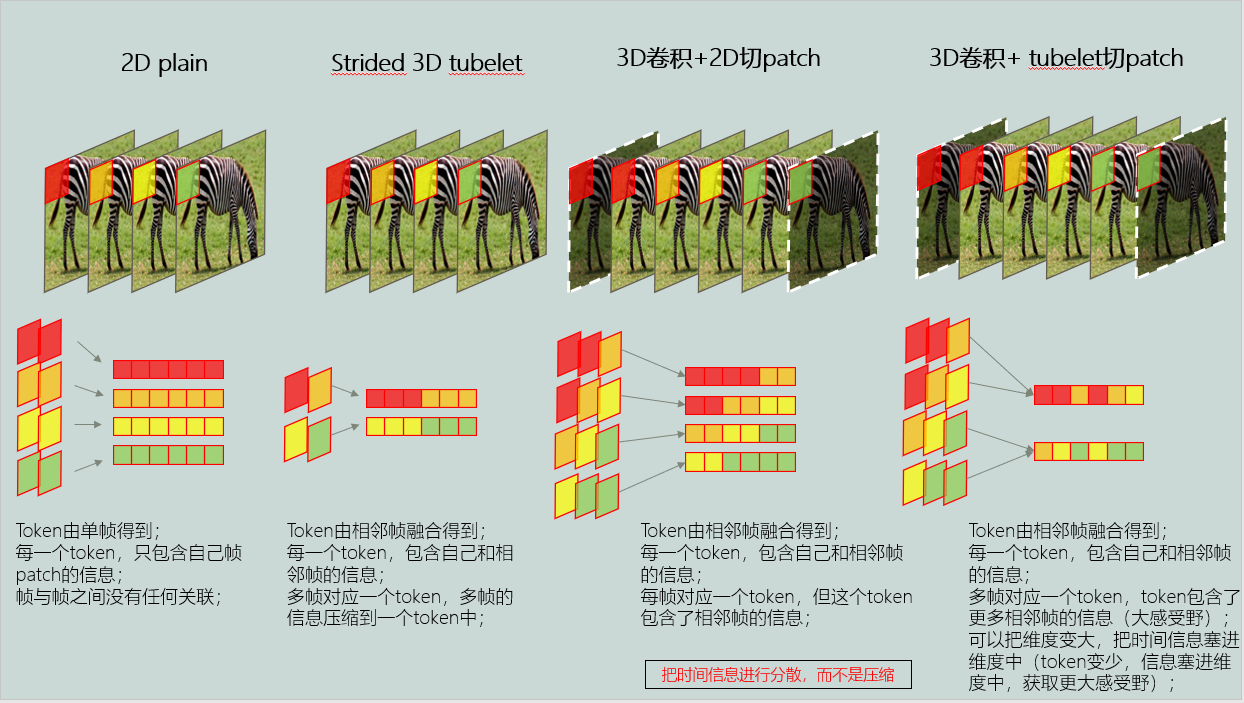 2D plain
Strided 3D tubelet
3D卷积+2D切patch
3D卷积+ tubelet切patch
Token由单帧得到；
每一个token，只包含自己帧
patch的信息；
帧与帧之间没有任何关联；
Token由相邻帧融合得到；
每一个token，包含自己和相
邻帧的信息；
多帧对应一个token，多帧的
信息压缩到一个token中；
Token由相邻帧融合得到；
每一个token，包含自己和相邻帧
的信息；
每帧对应一个token，但这个token
包含了相邻帧的信息；
把时间信息进行分散，而不是压缩
Token由相邻帧融合得到；
每一个token，包含自己和相邻帧
的信息；
多帧对应一个token，token包含了
更多相邻帧的信息（大感受野）；
可以把维度变大，把时间信息塞进
维度中（token变少，信息塞进维
度中，获取更大感受野）；